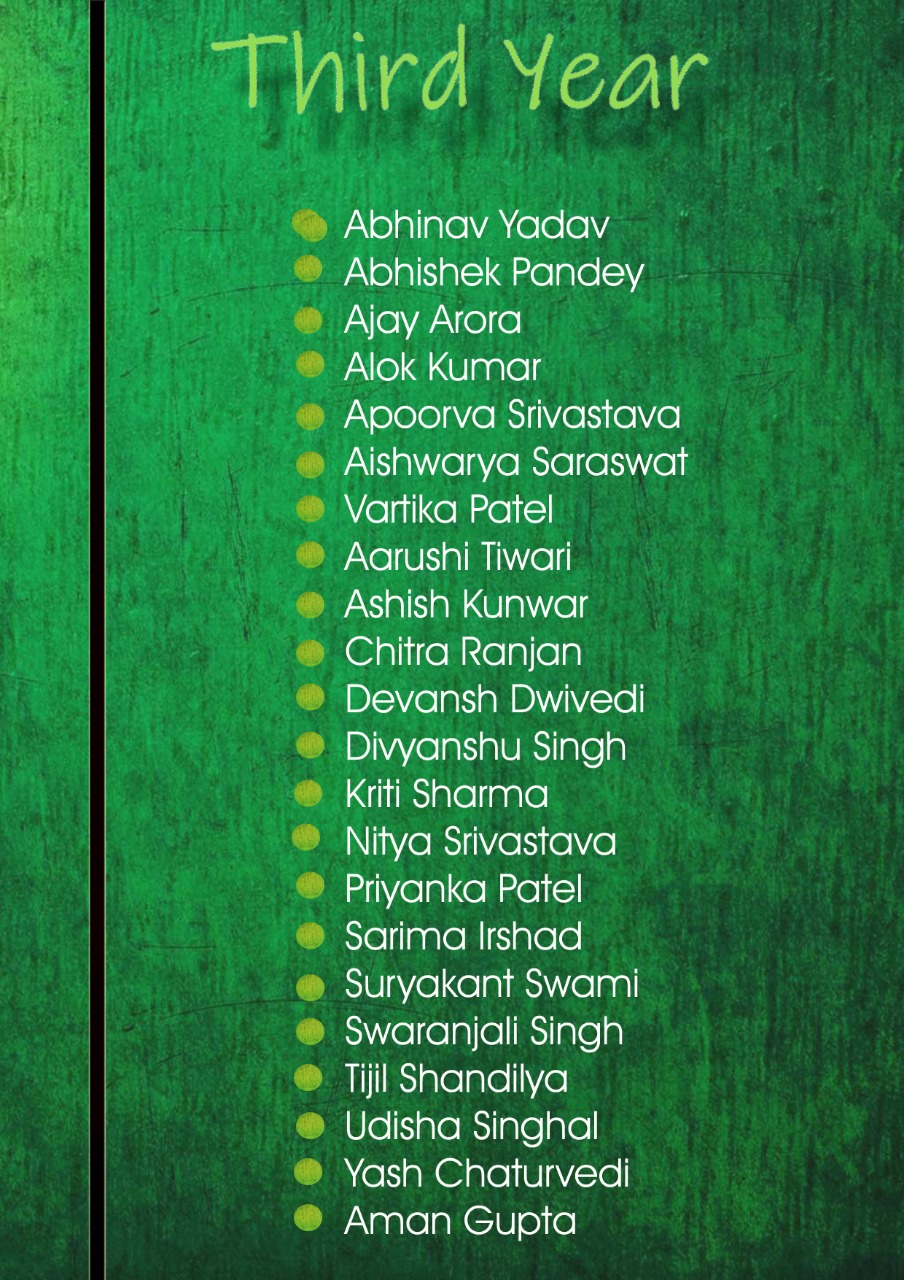 Third Year
Abhinav Yadav
Abhishek Pandey
Ajay Arora
Alok Kumar
Apoorva Srivastava
Aishwarya Saraswat
Vartika Patel
Aarushi Tiwari
Ashish Kunwar
Chitra Ranjan
Devansh Dwivedi
Divyanshu Singh
Kriti Sharma
Nitya Srivastava
Priyanka Patel
Sarima Irshad
Suryakant Swami
Swaranjali Singh
Tijil Shandilya
Udisha Singhal
Yash Chaturvedi
Aman Gupta